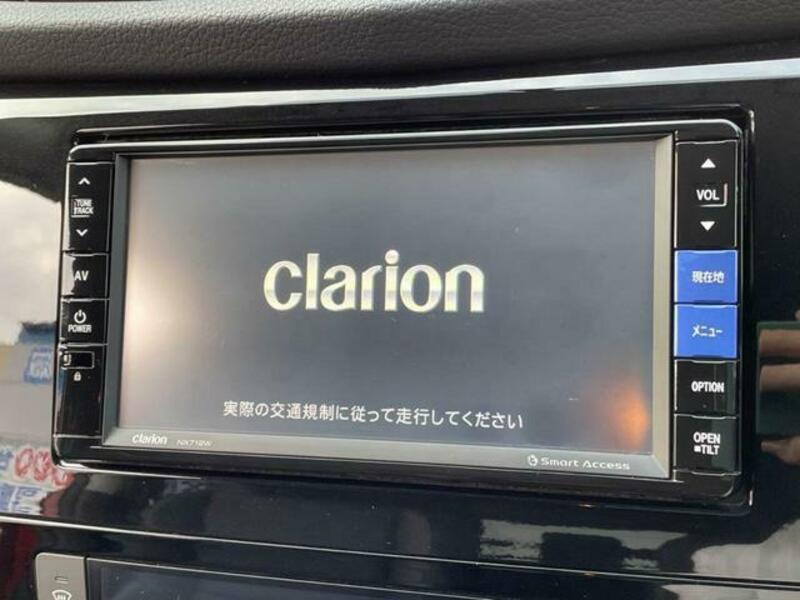 TUNE
TRACK
AV
POWER
clarion
実際の交通規制に従って走行してください
clarion NX712W
Smart Access
VOL
現在地
メニュー
OPTION
OPEN
TILT